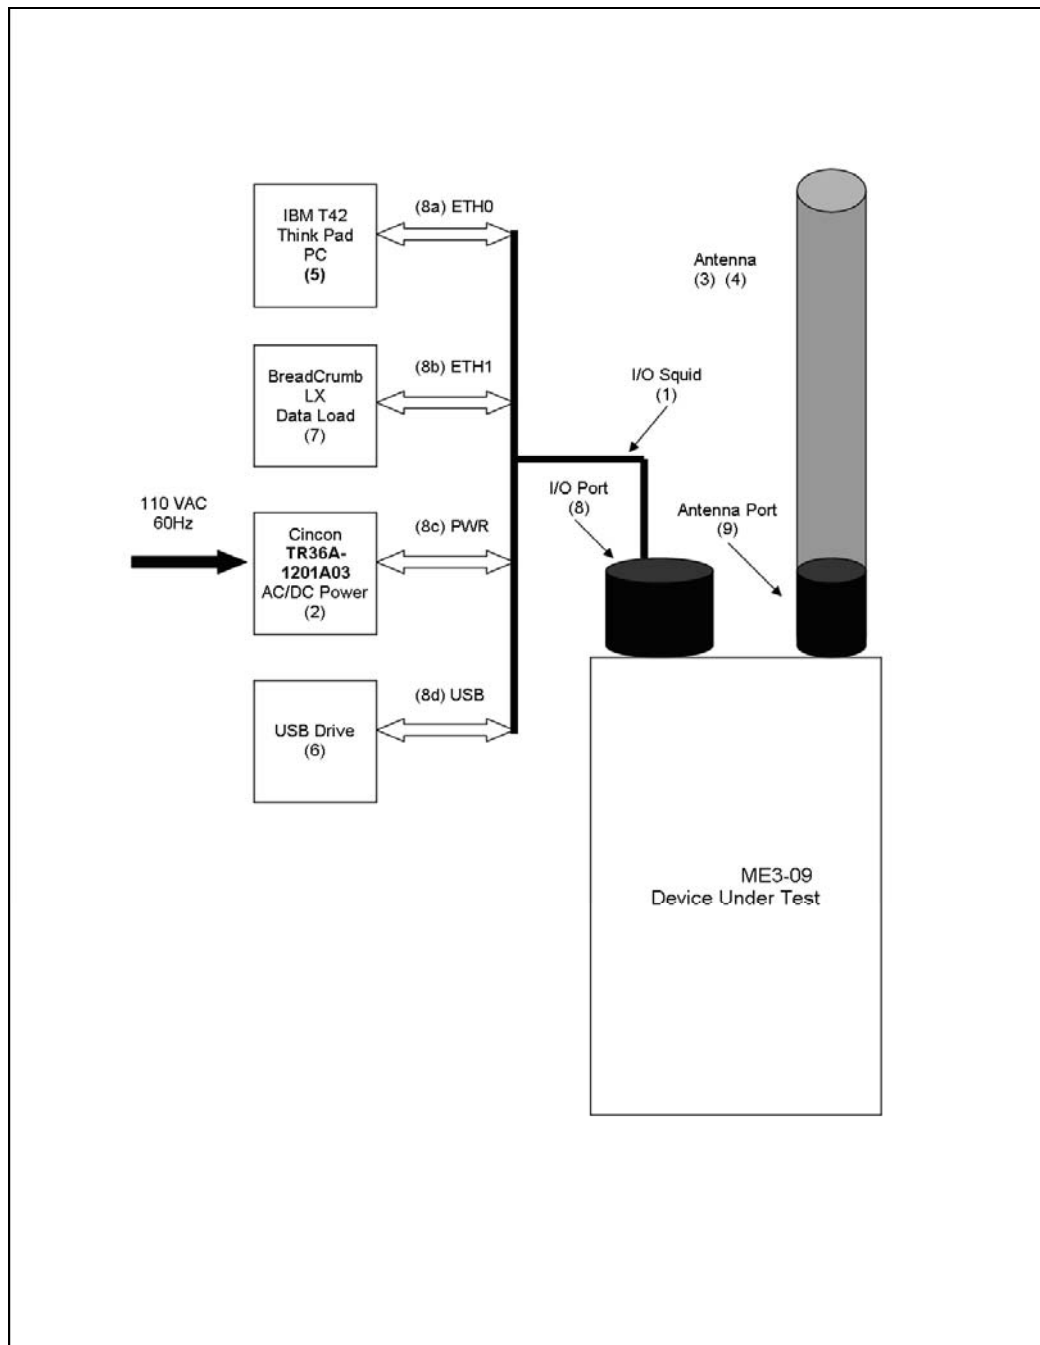 (8a) ETH0
IBM T42
Think Pad
PC
(5)
Antenna
(3) (4)
(8b) ETH1
BreadCrumb
LX
Data Load
(7)
I/O Squid
(1)
I/O Port
(8)
Antenna Port
(9)
110 VAC
60Hz
(8c) PWR
Cincon
TR36A-
1201A03
AC/DC Power
(2)
(8d) USB
USB Drive
(6)
ME3-09
Device Under Test